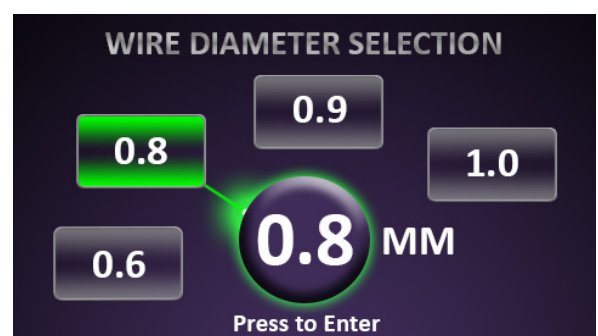 WIRE DIAMETER SELECTION
0.9
0.8
1.0
0.8 MM
0.6
Press to Enter